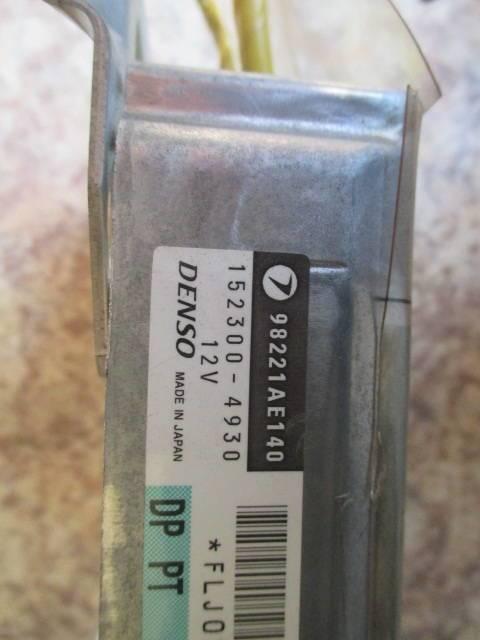 98221AE140
152300-4930
12V
DENSO MADE IN JAPAN
DP PT
*FLJ0